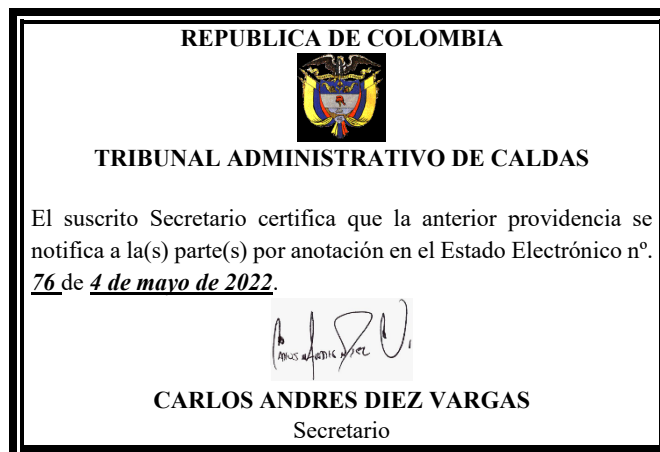 REPUBLICA DE COLOMBIA
TRIBUNAL ADMINISTRATIVO DE CALDAS
El suscrito Secretario certifica que la anterior providencia se
notifica a la(s) parte(s) por anotación en el Estado Electrónico nº.
76 de 4 de mayo de 2022.
CARLOS ANDRES DIEZ VARGAS
Secretario